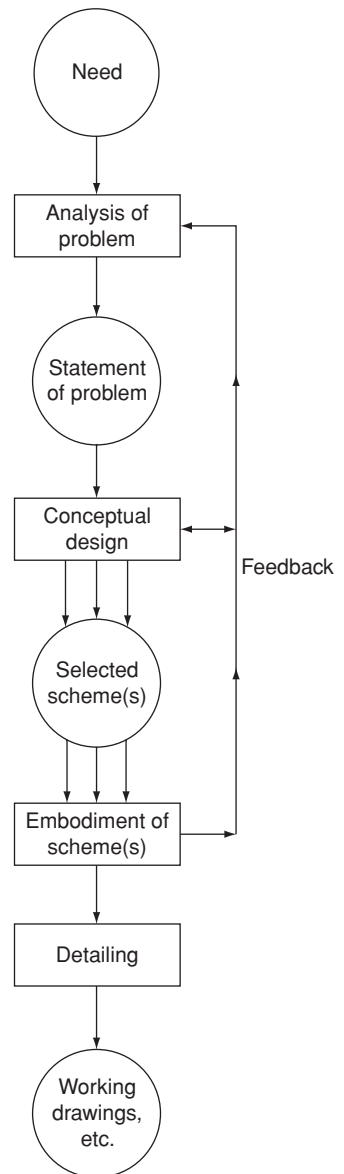 Need
Analysis of
problem
Statement
of problem
Conceptual
design
Feedback
Selected
scheme(s)
Embodiment of
scheme(s)
Detailing
Working
drawings,
etc.